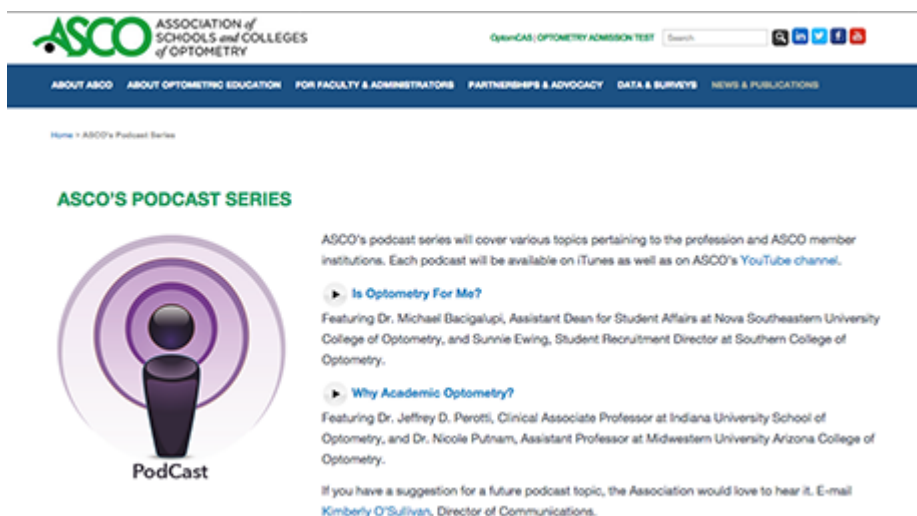 ASCO ASSOCIATION of
SCHOOLS and COLLEGES
of OPTOMETRY
OptomCAS | OPTOMETRY ADMISSION TEST Search
ABOUT ASCO ABOUT OPTOMETRIC EDUCATION FOR FACULTY & ADMINISTRATORS PARTNERSHIPS & ADVOCACY DATA & SURVEYS NEWS & PUBLICATIONS
Home > ASCO's Podcast Series
ASCO'S PODCAST SERIES
PodCast
ASCO's podcast series will cover various topics pertaining to the profession and ASCO member
institutions. Each podcast will be available on iTunes as well as on ASCO's YouTube channel.
Is Optometry For Me?
Featuring Dr. Michael Bacigalupi, Assistant Dean for Student Affairs at Nova Southeastern University
College of Optometry, and Sunnie Ewing, Student Recruitment Director at Southern College of
Optometry.
Why Academic Optometry?
Featuring Dr. Jeffrey D. Perotti, Clinical Associate Professor at Indiana University School of
Optometry, and Dr. Nicole Putnam, Assistant Professor at Midwestern University Arizona College of
Optometry.
If you have a suggestion for a future podcast topic, the Association would love to hear it. E-mail
Kimberly O'Sullivan, Director of Communications.